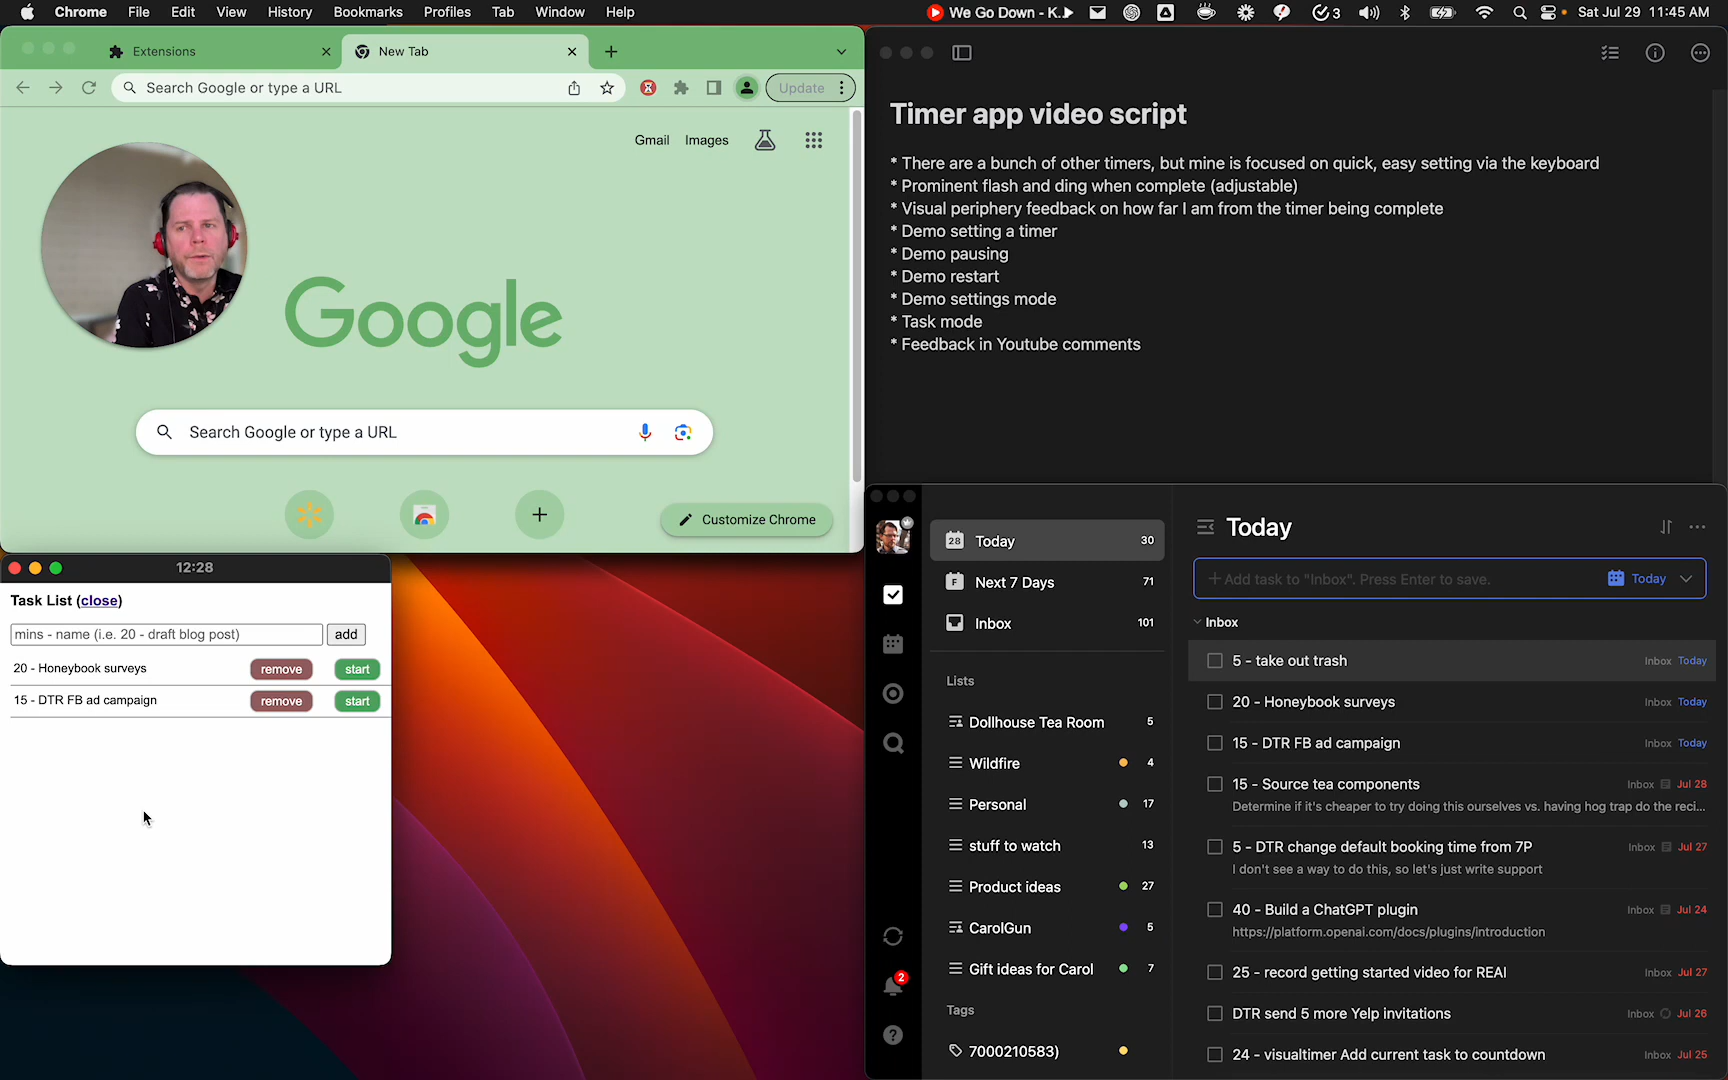 Chrome File Edit View History Bookmarks Profiles Tab Window Help
We Go Down - K..
3
Sat Jul 29 11:45 AM
Extensions
New Tab
Search Google or type a URL
Update
Gmail Images
Google
Search Google or type a URL
Customize Chrome
Timer app video script
* There are a bunch of other timers, but mine is focused on quick, easy setting via the keyboard
* Prominent flash and ding when complete (adjustable)
* Visual periphery feedback on how far I am from the timer being complete
* Demo setting a timer
* Demo pausing
* Demo restart
* Demo settings mode
* Task mode
* Feedback in Youtube comments
12:28
Task List (close)
mins - name (i.e. 20 - draft blog post) add
20 - Honeybook surveys remove start
15 - DTR FB ad campaign remove start
28 Today 30
F Next 7 Days 71
Inbox 101
Lists
Dollhouse Tea Room 5
Wildfire 4
Personal 17
stuff to watch 13
Product ideas 27
CarolGun 5
Gift ideas for Carol 7
Tags
7000210583)
2
Today
+ Add task to "Inbox". Press Enter to save. Today
Inbox
5 - take out trash Inbox Today
20 - Honeybook surveys Inbox Today
15 - DTR FB ad campaign Inbox Today
15 - Source tea components Inbox Jul 28
Determine if it's cheaper to try doing this ourselves vs. having hog trap do the reci...
5 - DTR change default booking time from 7P Inbox Jul 27
I don't see a way to do this, so let's just write support
40 - Build a ChatGPT plugin Inbox Jul 24
https://platform.openai.com/docs/plugins/introduction
25 - record getting started video for REAI Inbox Jul 27
DTR send 5 more Yelp invitations Inbox Jul 26
24 - visualtimer Add current task to countdown Inbox Jul 25